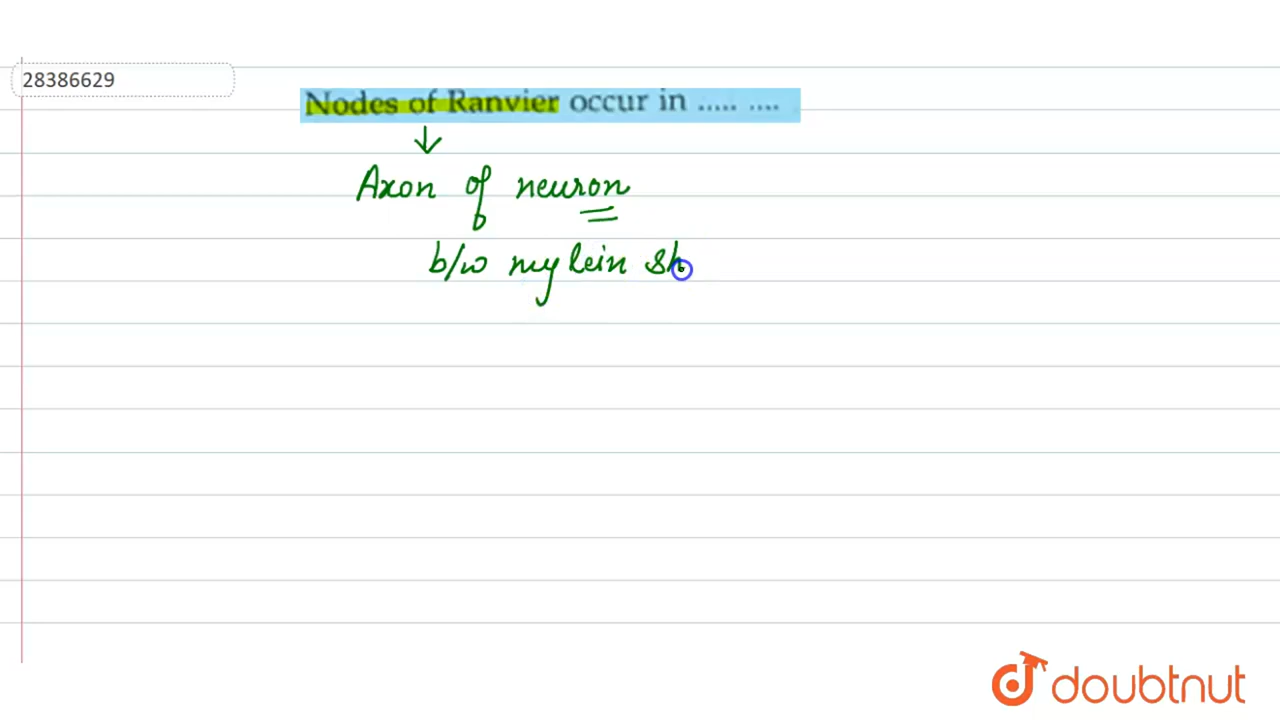 28386629
Nodes of Ranvier occur in ..... ....
Axon of neuron
b/w mylein sh
doubtnut